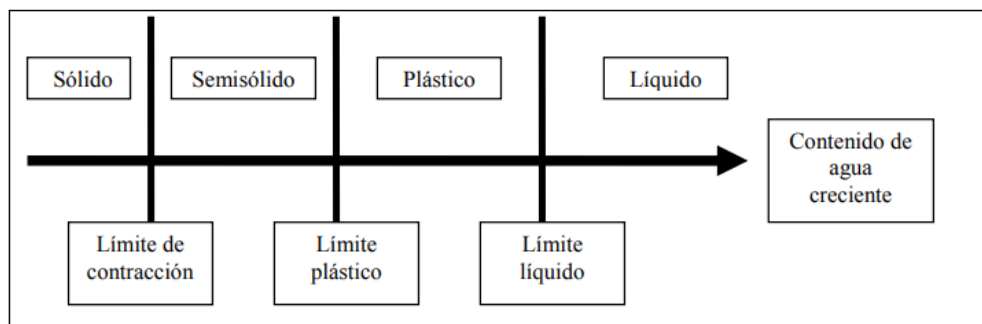 Sólido
Semisólido
Plástico
Líquido
Contenido de
agua
creciente
Límite de
contracción
Límite
plástico
Límite
líquido